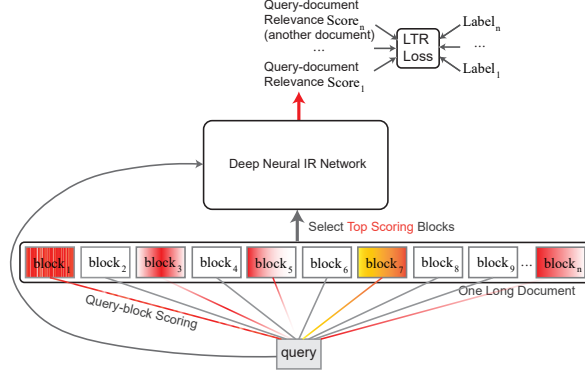 Query-document
Relevance Score_n
(another document)
...
Query-document
Relevance Score_1
LTR
Loss
Label_n
...
Label_1
Deep Neural IR Network
Select Top Scoring Blocks
block_1 block_2 block_3 block_4 block_5 block_6 block_7 block_8 block_9 ... block_n
Query-block Scoring
One Long Document
query